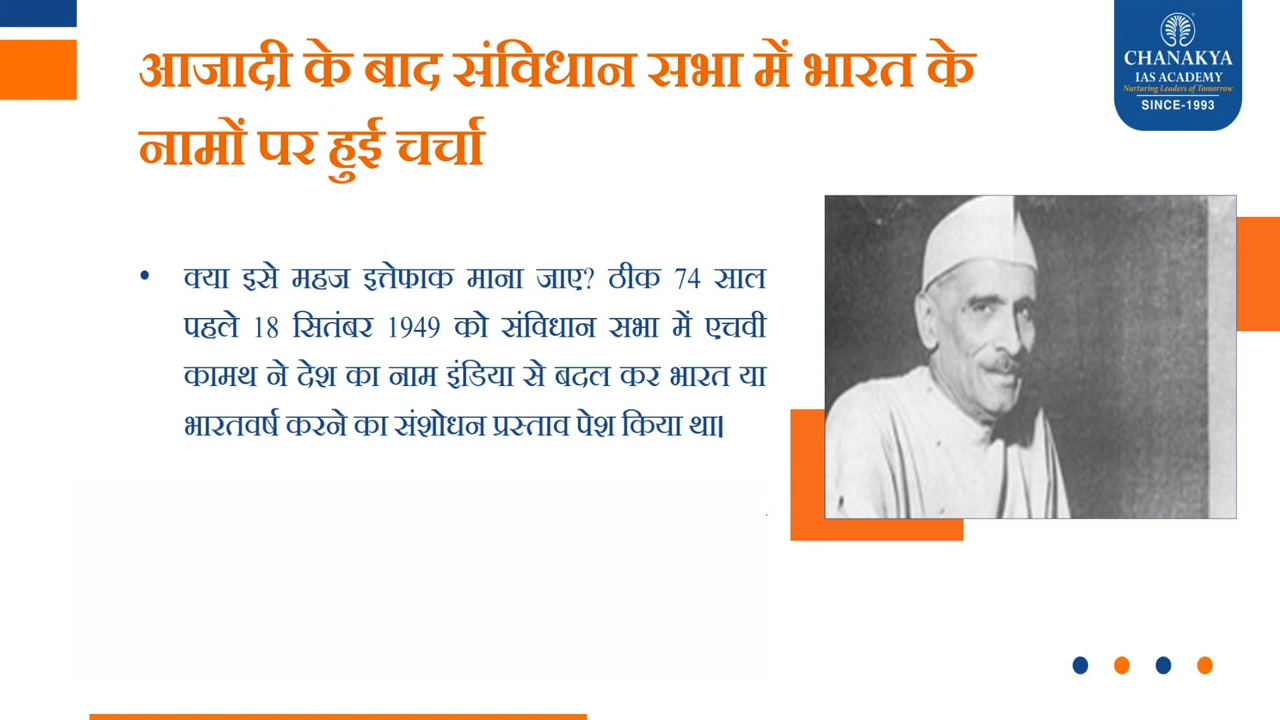 आजादी के बाद संविधान सभा में भारत के
नामों पर हुई चर्चा
CHANAKYA
IAS ACADEMY
Nurturing Leaders of Tomorrow
SINCE-1993
• क्या इसे महज इत्तेफाक माना जाए? ठीक 74 साल
पहले 18 सितंबर 1949 को संविधान सभा में एचवी
कामथ ने देश का नाम इंडिया से बदल कर भारत या
भारतवर्ष करने का संशोधन प्रस्ताव पेश किया था।